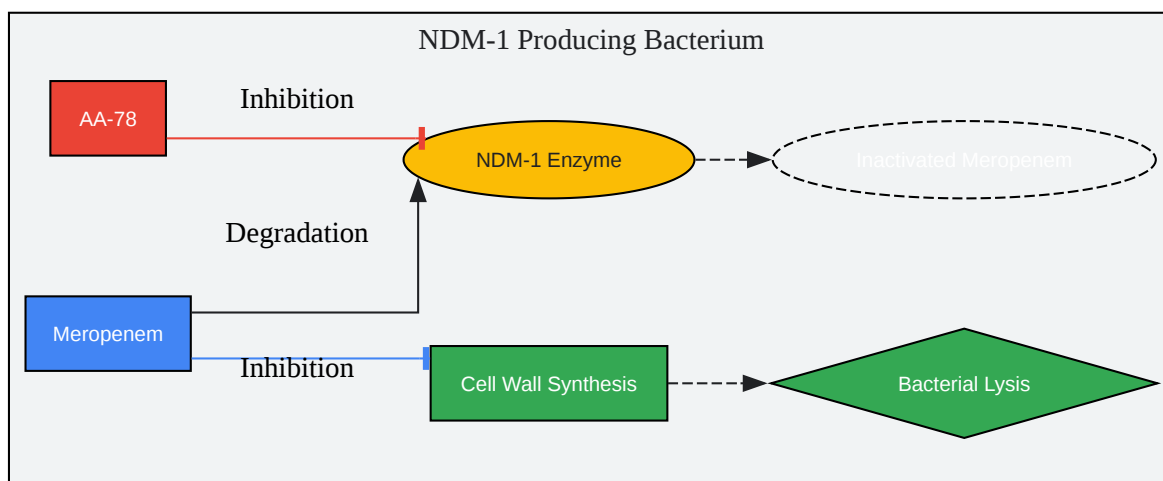 NDM-1 Producing Bacterium
AA-78
Inhibition
NDM-1 Enzyme
Inactivated Meropenem
Degradation
Meropenem
Inhibition
Cell Wall Synthesis
Bacterial Lysis